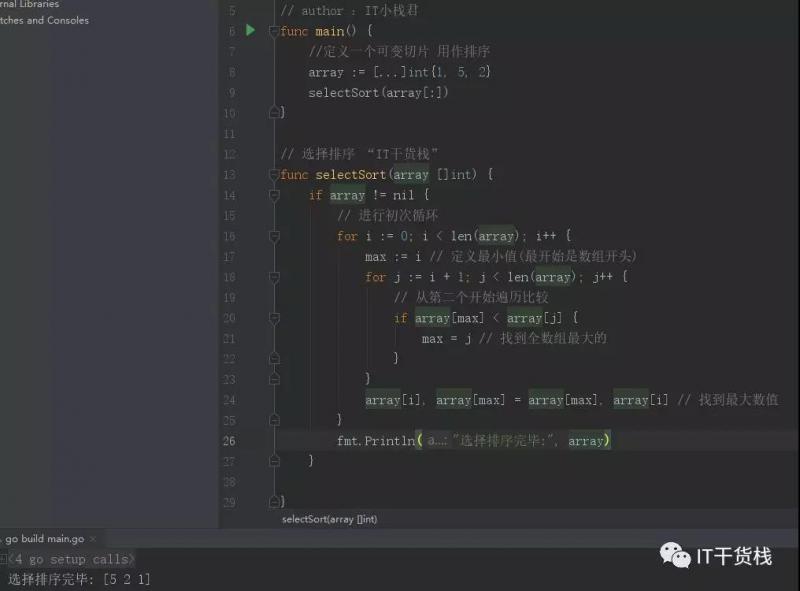 rnal Libraries
tches and Consoles
5 // author : IT小栈君
6 func main() {
7 //定义一个可变切片 用作排序
8 array := [...]int{1, 5, 2}
9 selectSort(array[:])
10 }
11
12 // 选择排序 “IT干货栈”
13 func selectSort(array []int) {
14 if array != nil {
15 // 进行初次循环
16 for i := 0; i < len(array); i++ {
17 max := i // 定义最小值(最开始是数组开头)
18 for j := i + 1; j < len(array); j++ {
19 // 从第二个开始遍历比较
20 if array[max] < array[j] {
21 max = j // 找到全数组最大的
22 }
23 }
24 array[i], array[max] = array[max], array[i] // 找到最大数值
25 }
26 fmt.Println( a...: "选择排序完毕:", array)
27 }
28
29 }
selectSort(array []int)
go build main.go ×
<4 go setup calls>
选择排序完毕: [5 2 1]
IT干货栈